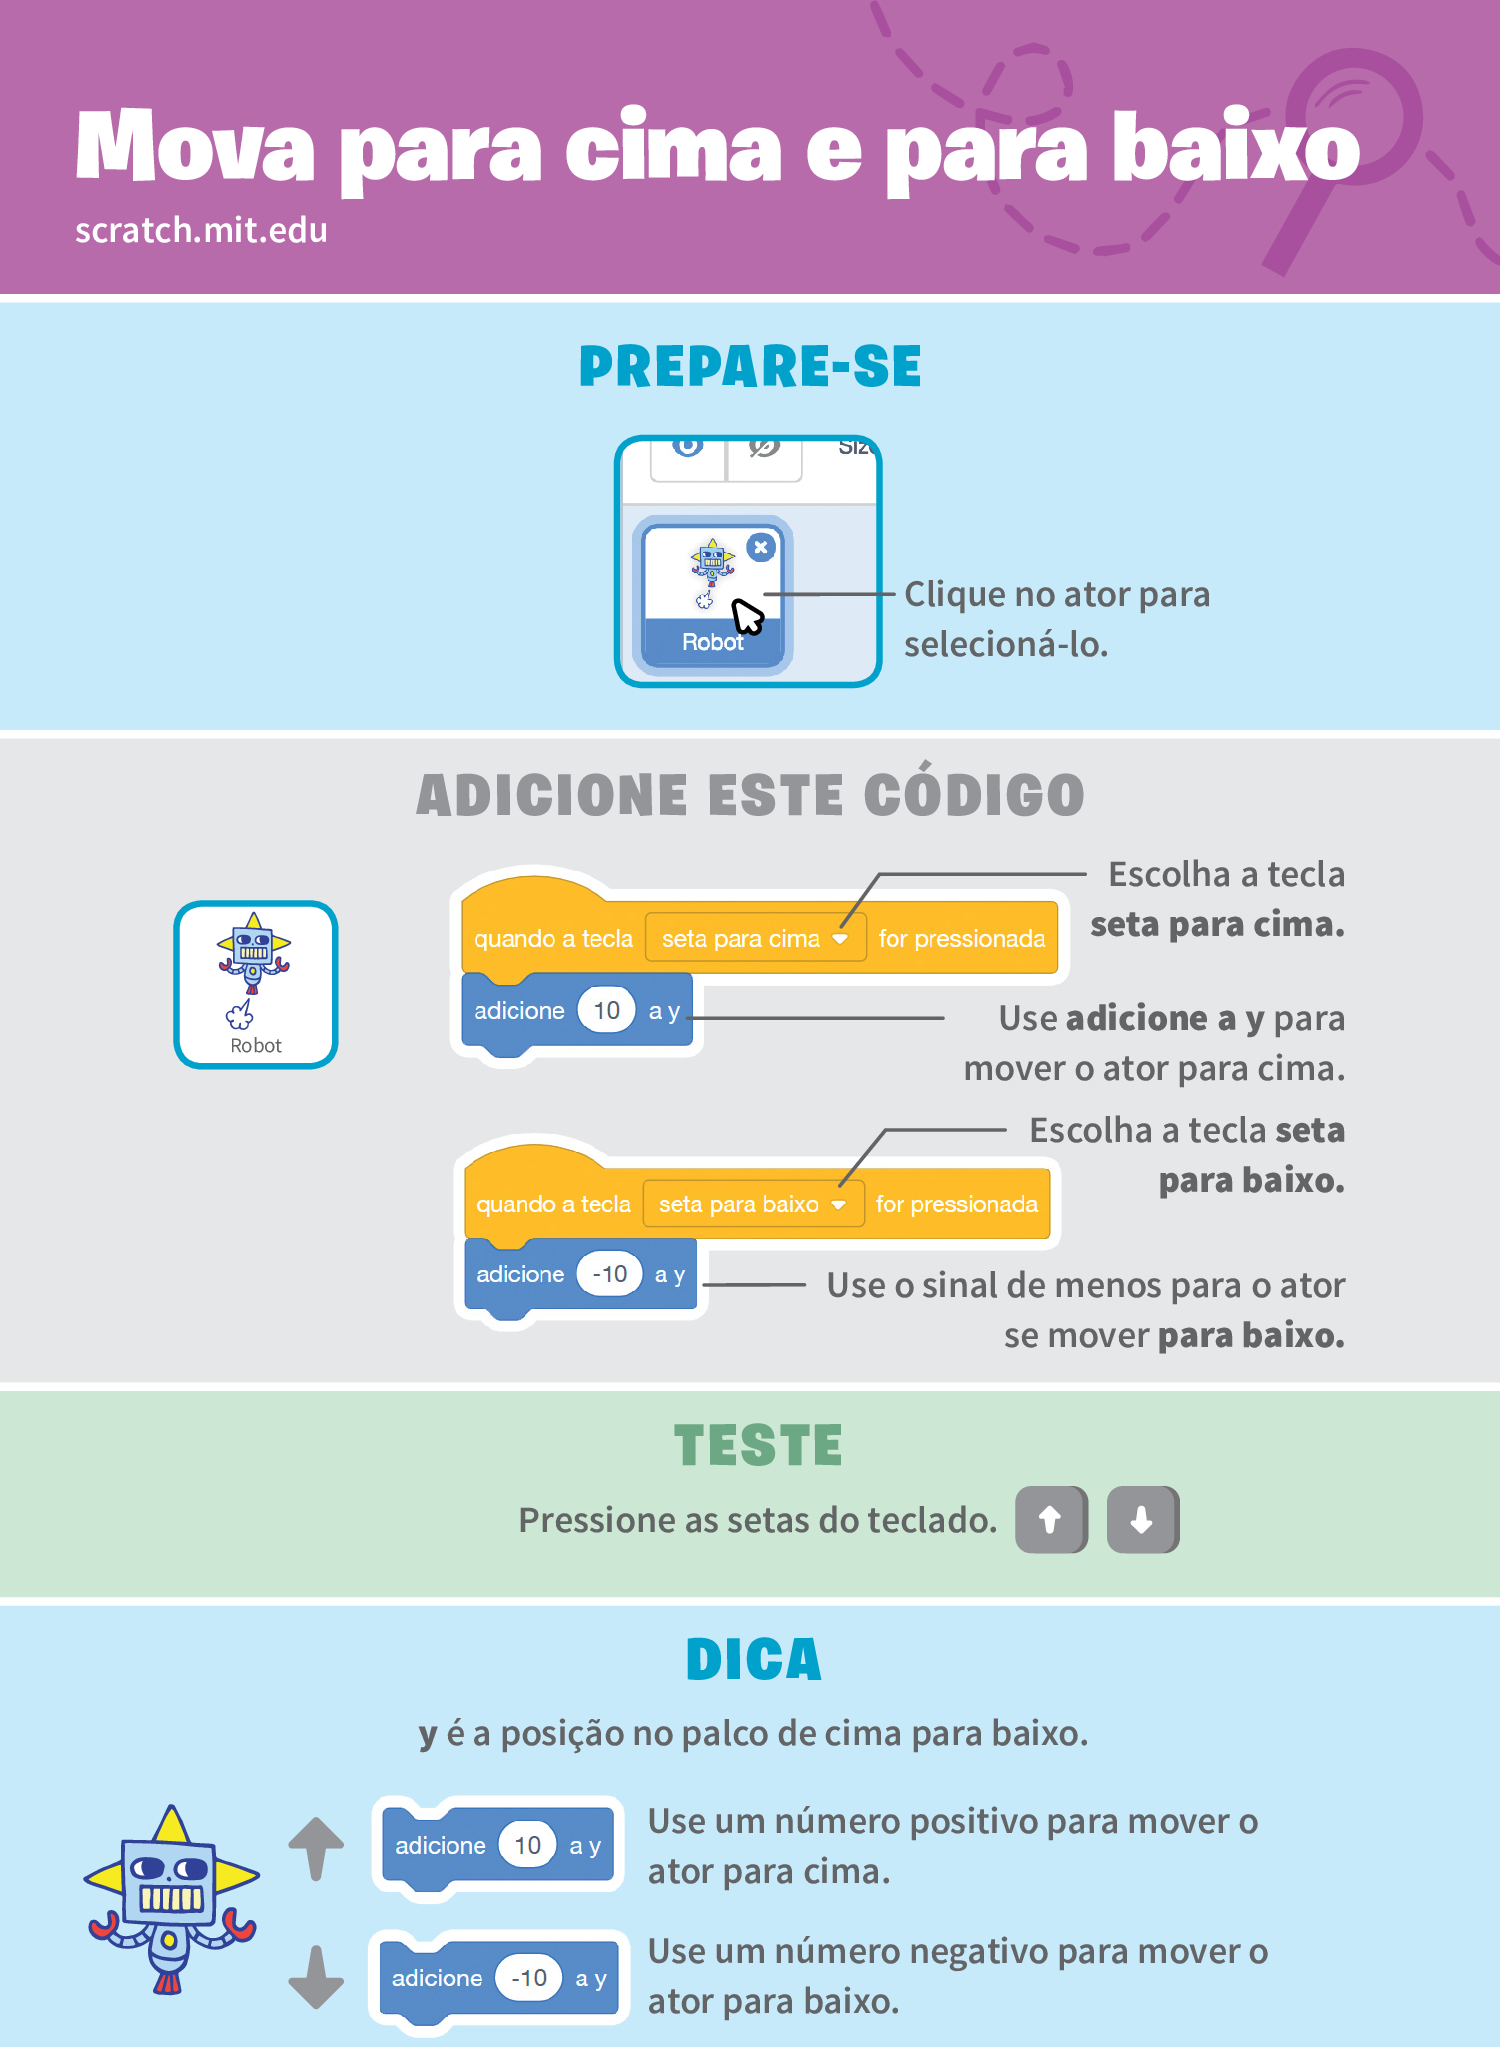 Mova para cima e para baixo
scratch.mit.edu
PREPARE-SE
Robot
Clique no ator para
selecioná-lo.
ADICIONE ESTE CÓDIGO
Robot
quando a tecla seta para cima for pressionada
adicione 10 a y
Escolha a tecla
seta para cima.
Use adicione a y para
mover o ator para cima.
quando a tecla seta para baixo for pressionada
adicione -10 a y
Escolha a tecla seta
para baixo.
Use o sinal de menos para o ator
se mover para baixo.
TESTE
Pressione as setas do teclado.
DICA
y é a posição no palco de cima para baixo.
adicione 10 a y
Use um número positivo para mover o
ator para cima.
adicione -10 a y
Use um número negativo para mover o
ator para baixo.